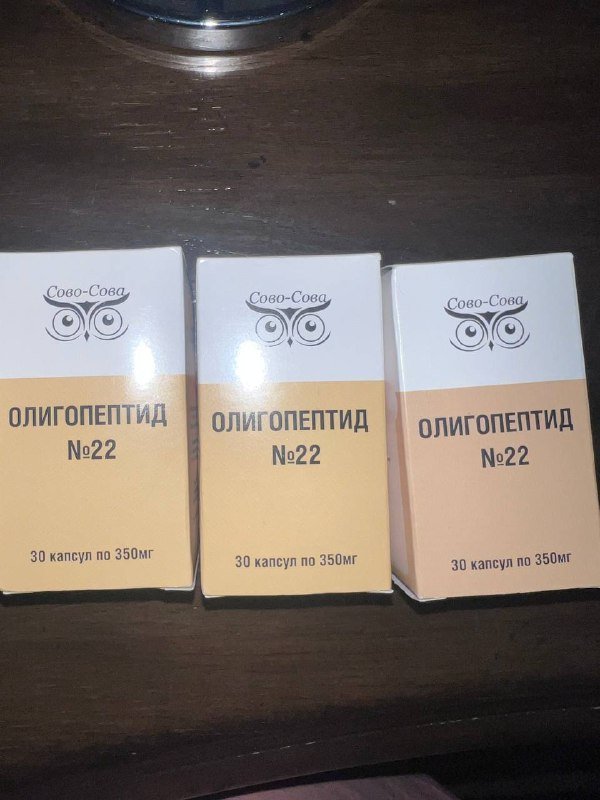 Сово-Сова
ОЛИГОПЕПТИД
№22
30 капсул по 350мг
Сово-Сова
ОЛИГОПЕПТИД
№22
30 капсул по 350мг
Сово-Сова
ОЛИГОПЕПТИД
№22
30 капсул по 350мг